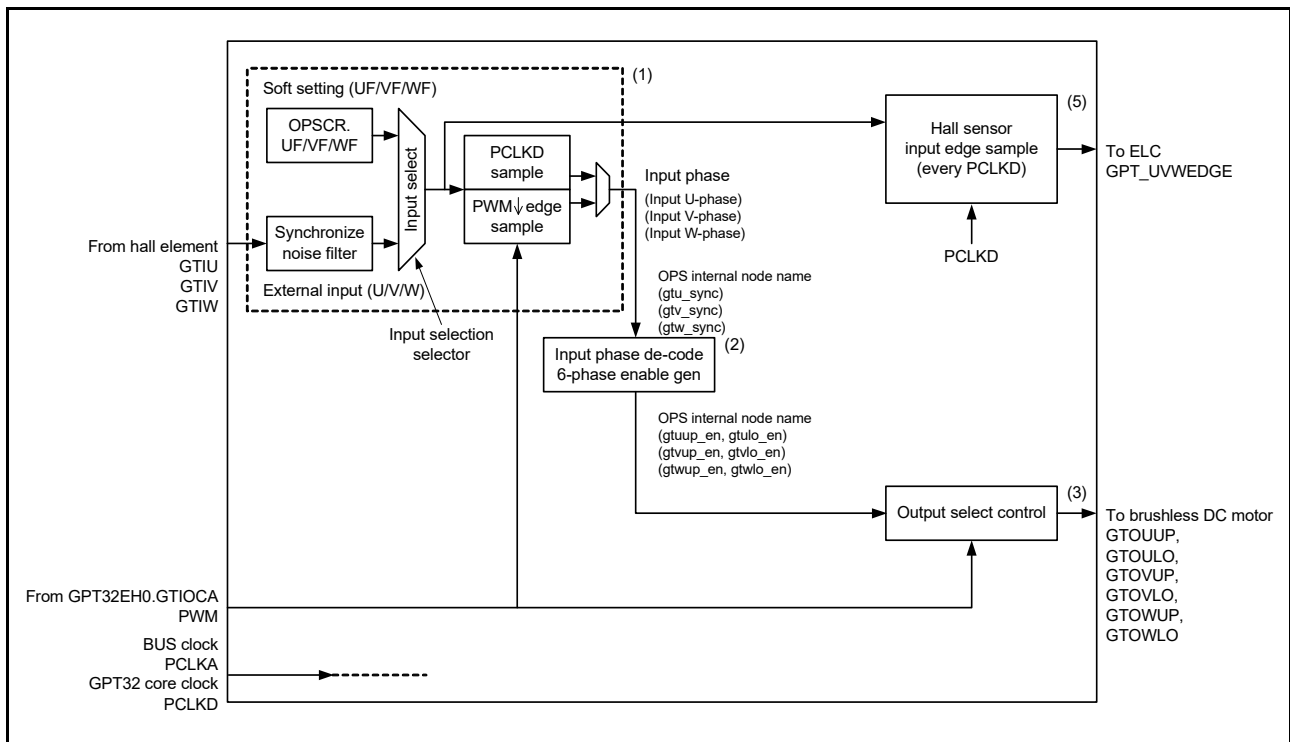 (1)
Soft setting (UF/VF/WF)
OPSCR.
UF/VF/WF
Input select
PCLKD
sample
PWM↓edge
sample
Synchronize
noise filter
External input (U/V/W)
From hall element
GTIU
GTIV
GTIW
Input selection
selector
Input phase
(Input U-phase)
(Input V-phase)
(Input W-phase)
OPS internal node name
(gtu_sync)
(gtv_sync)
(gtw_sync)
(2)
Input phase de-code
6-phase enable gen
OPS internal node name
(gtuup_en, gtulo_en)
(gtvup_en, gtvlo_en)
(gtwup_en, gtwlo_en)
(5)
Hall sensor
input edge sample
(every PCLKD)
PCLKD
To ELC
GPT_UVWEDGE
(3)
Output select control
To brushless DC motor
GTOUUP,
GTOULO,
GTOVUP,
GTOVLO,
GTOWUP,
GTOWLO
From GPT32EH0.GTIOCA
PWM
BUS clock
PCLKA
GPT32 core clock
PCLKD